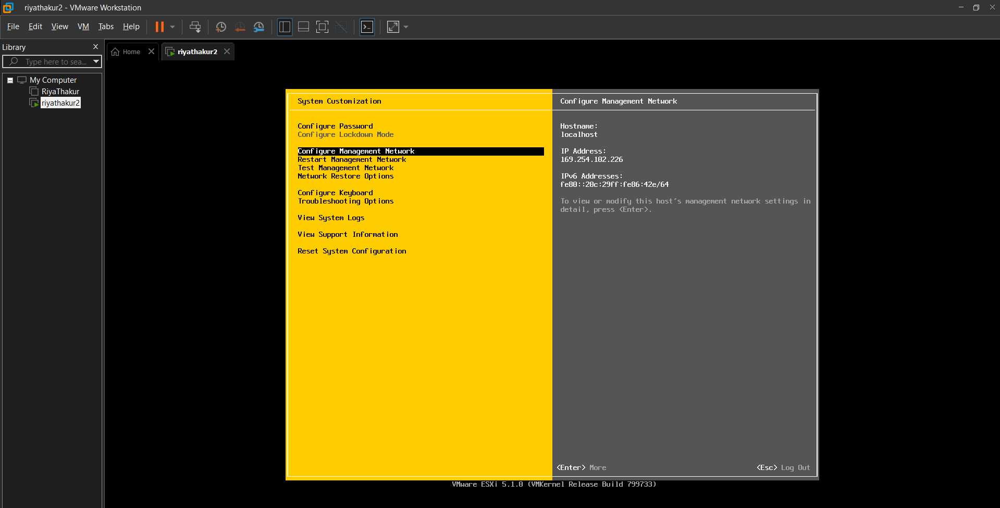 riyathakur2 - VMware Workstation
File Edit View VM Tabs Help
Library
Type here to sea...
My Computer
RiyaThakur
riyathakur2
Home
riyathakur2
System Customization
Configure Password
Configure Lockdown Mode
Configure Management Network
Restart Management Network
Test Management Network
Network Restore Options
Configure Keyboard
Troubleshooting Options
View System Logs
View Support Information
Reset System Configuration
Configure Management Network
Hostname:
localhost
IP Address:
169.254.102.226
IPv6 Addresses:
fe80::20c:29ff:fe86:42e/64
To view or modify this host's management network settings in
detail, press <Enter>.
<Enter> More
<Esc> Log Out
VMware ESXi 5.1.0 (VMKernel Release Build 799733)